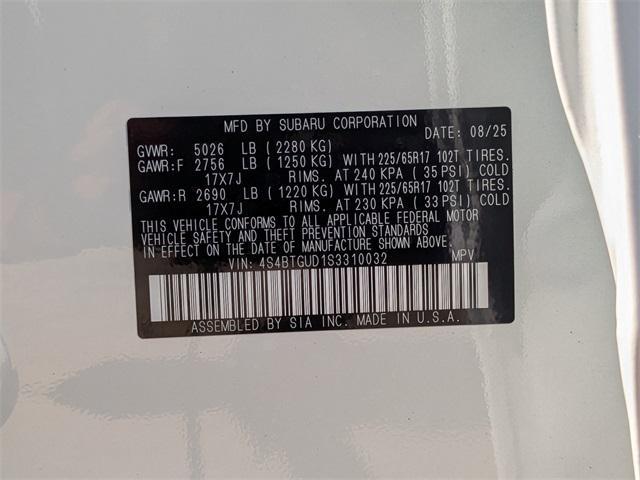 MFD BY SUBARU CORPORATION
DATE: 08/25
GVWR: 5026 LB (2280 KG)
GAWR:F 2756 LB (1250 KG) WITH 225/65R17 102T TIRES.
17X7J RIMS. AT 240 KPA (35 PSI) COLD
GAWR:R 2690 LB (1220 KG) WITH 225/65R17 102T TIRES.
17X7J RIMS. AT 230 KPA (33 PSI) COLD
THIS VEHICLE CONFORMS TO ALL APPLICABLE FEDERAL MOTOR
VEHICLE SAFETY AND THEFT PREVENTION STANDARDS
IN EFFECT ON THE DATE OF MANUFACTURE SHOWN ABOVE.
VIN: 4S4BTGUD1S3310032 MPV
ASSEMBLED BY SIA INC. MADE IN U.S.A.